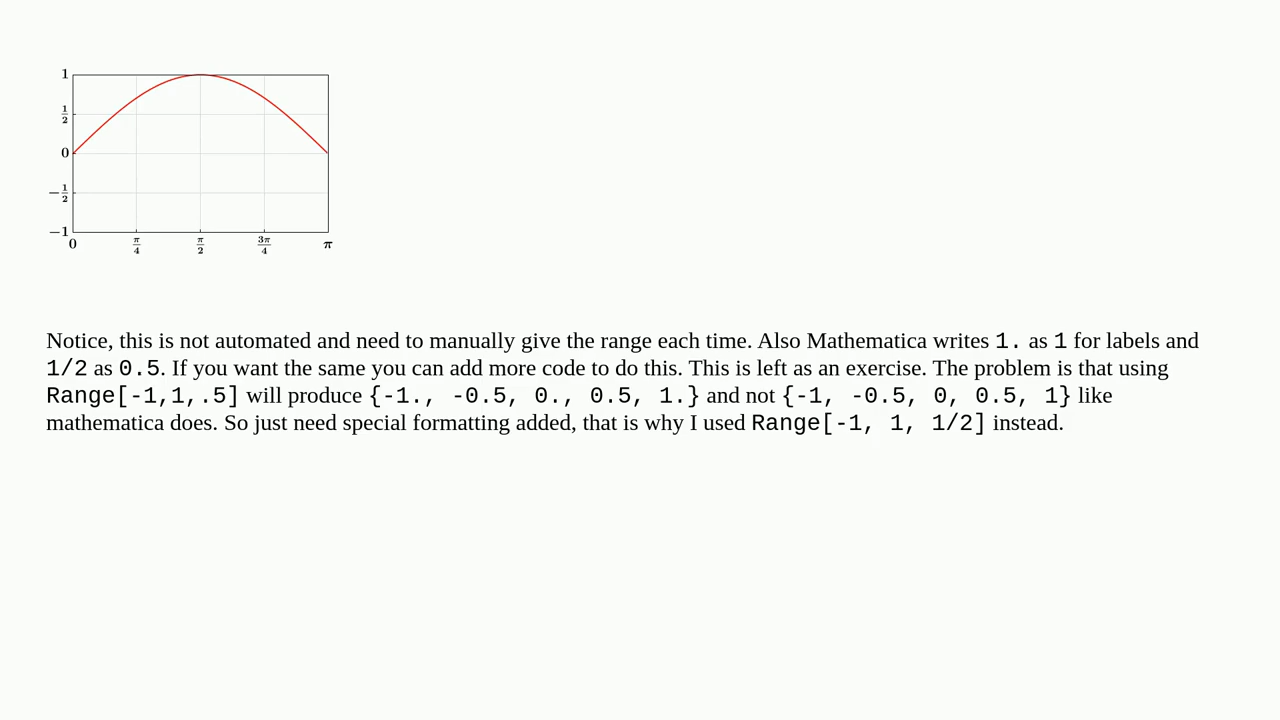 1
1/2
0
−1/2
−1
0 π/4 π/2 3π/4 π
Notice, this is not automated and need to manually give the range each time. Also Mathematica writes 1. as 1 for labels and
1/2 as 0.5. If you want the same you can add more code to do this. This is left as an exercise. The problem is that using
Range[-1,1,.5] will produce {-1., -0.5, 0., 0.5, 1.} and not {-1, -0.5, 0, 0.5, 1} like
mathematica does. So just need special formatting added, that is why I used Range[-1, 1, 1/2] instead.